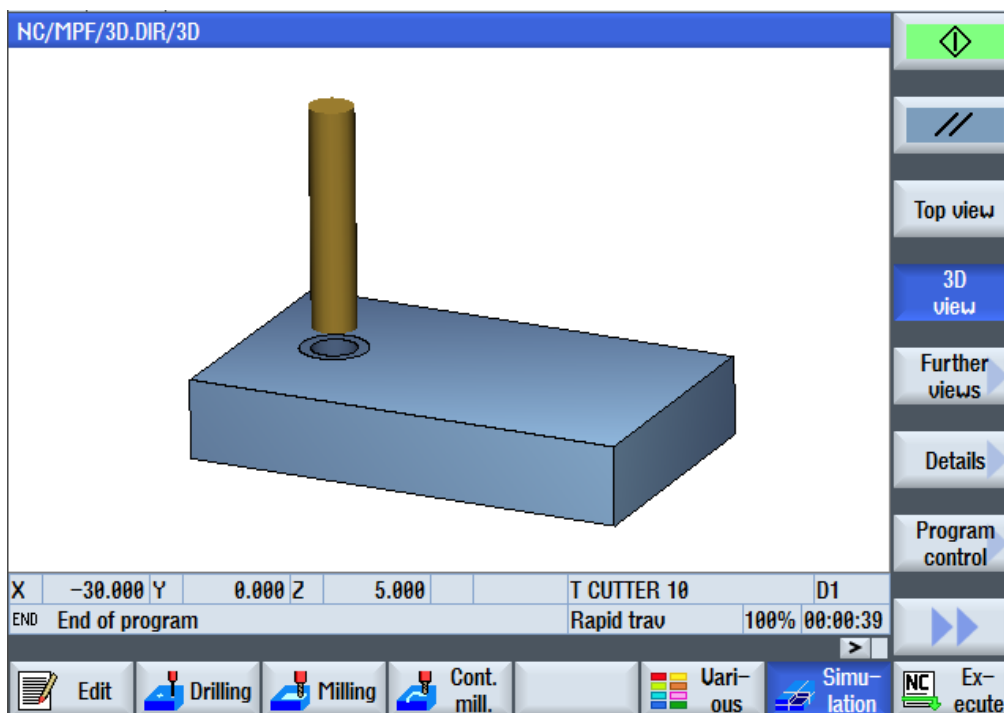 NC/MPF/3D.DIR/3D
Top view
3D
view
Further
views
Details
Program
control
X -30.000 Y 0.000 Z 5.000 T CUTTER 10 D1
END End of program Rapid trav 100% 00:00:39
>
Edit
Drilling
Milling
Cont.
mill.
Vari-
ous
Simu-
lation
NC Ex-
ecute